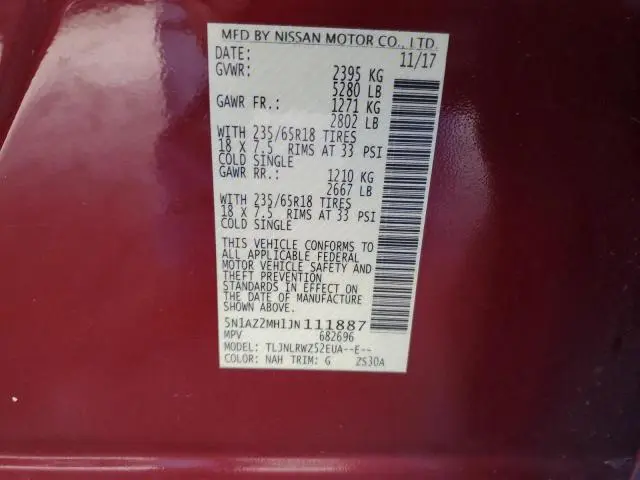 MFD BY NISSAN MOTOR CO., LTD.
DATE: 11/17
GVWR: 2395 KG
5280 LB
GAWR FR.: 1271 KG
2802 LB
WITH 235/65R18 TIRES
18 X 7.5 RIMS AT 33 PSI
COLD SINGLE
GAWR RR.: 1210 KG
2667 LB
WITH 235/65R18 TIRES
18 X 7.5 RIMS AT 33 PSI
COLD SINGLE
THIS VEHICLE CONFORMS TO
ALL APPLICABLE FEDERAL
MOTOR VEHICLE SAFETY AND
THEFT PREVENTION
STANDARDS IN EFFECT ON
THE DATE OF MANUFACTURE
SHOWN ABOVE.
5N1AZ2MH1JN111887
MPV 682696
MODEL: TLJNLRWZ52EUA--E--
COLOR: NAH TRIM: G ZS30A